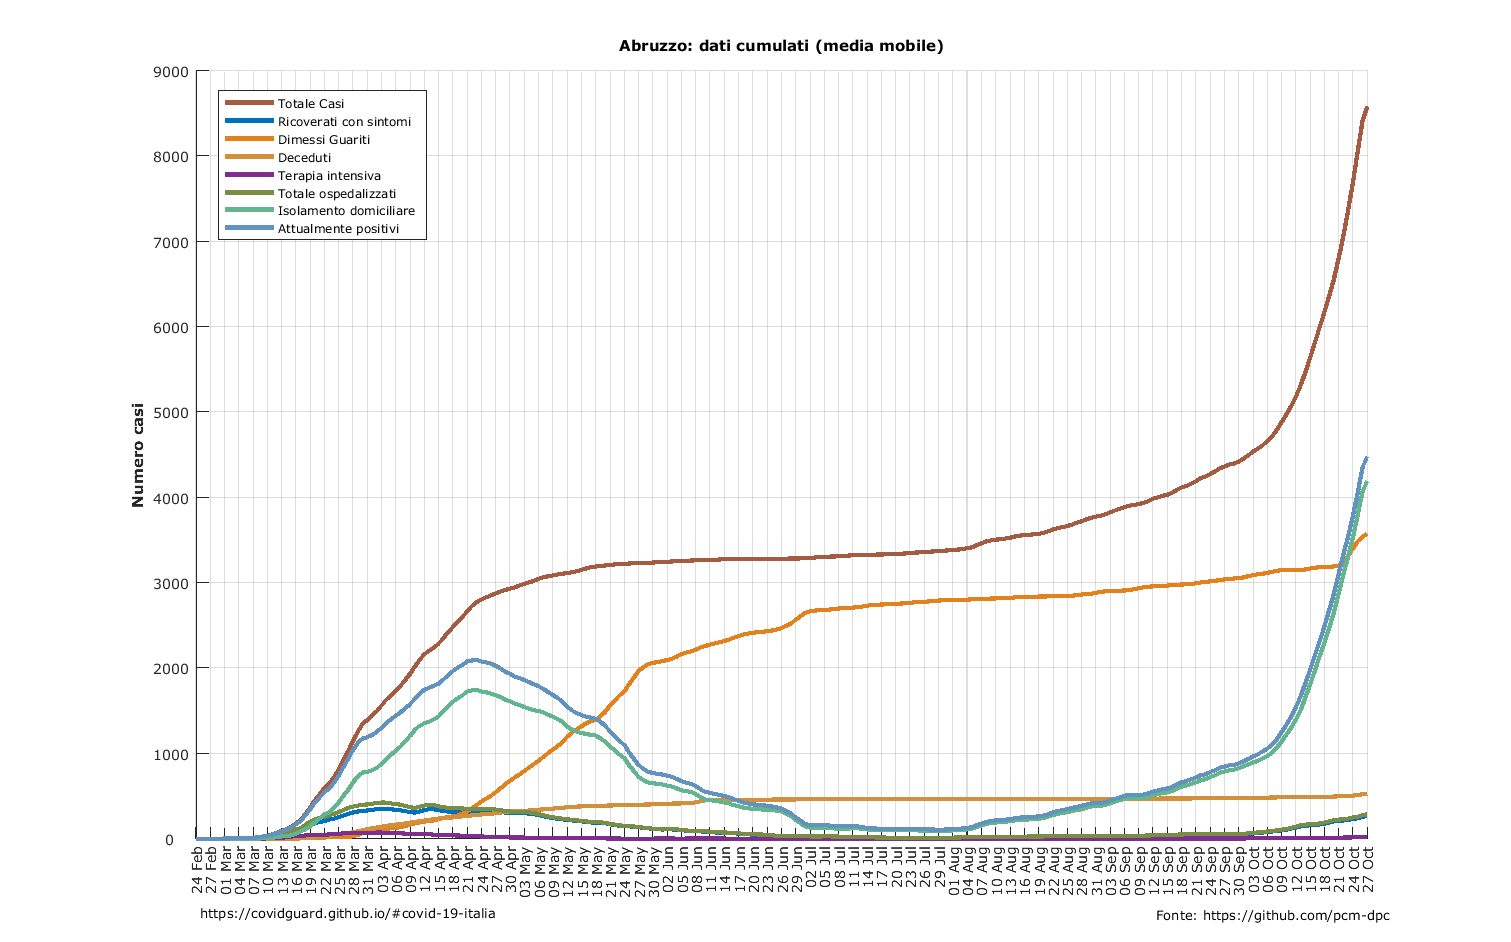 Abruzzo: dati cumulati (media mobile)
Numero casi
9000
8000
7000
6000
5000
4000
3000
2000
1000
0
Totale Casi
Ricoverati con sintomi
Dimessi Guariti
Deceduti
Terapia intensiva
Totale ospedalizzati
Isolamento domiciliare
Attualmente positivi
24 Feb
27 Feb
01 Mar
04 Mar
07 Mar
10 Mar
13 Mar
16 Mar
19 Mar
22 Mar
25 Mar
28 Mar
31 Mar
03 Apr
06 Apr
09 Apr
12 Apr
15 Apr
18 Apr
21 Apr
24 Apr
27 Apr
30 Apr
03 May
06 May
09 May
12 May
15 May
18 May
21 May
24 May
27 May
30 May
02 Jun
05 Jun
08 Jun
11 Jun
14 Jun
17 Jun
20 Jun
23 Jun
26 Jun
29 Jun
02 Jul
05 Jul
08 Jul
11 Jul
14 Jul
17 Jul
20 Jul
23 Jul
26 Jul
29 Jul
01 Aug
04 Aug
07 Aug
10 Aug
13 Aug
16 Aug
19 Aug
22 Aug
25 Aug
28 Aug
31 Aug
03 Sep
06 Sep
09 Sep
12 Sep
15 Sep
18 Sep
21 Sep
24 Sep
27 Sep
30 Sep
03 Oct
06 Oct
09 Oct
12 Oct
15 Oct
18 Oct
21 Oct
24 Oct
27 Oct
https://covidguard.github.io/#covid-19-italia
Fonte: https://github.com/pcm-dpc